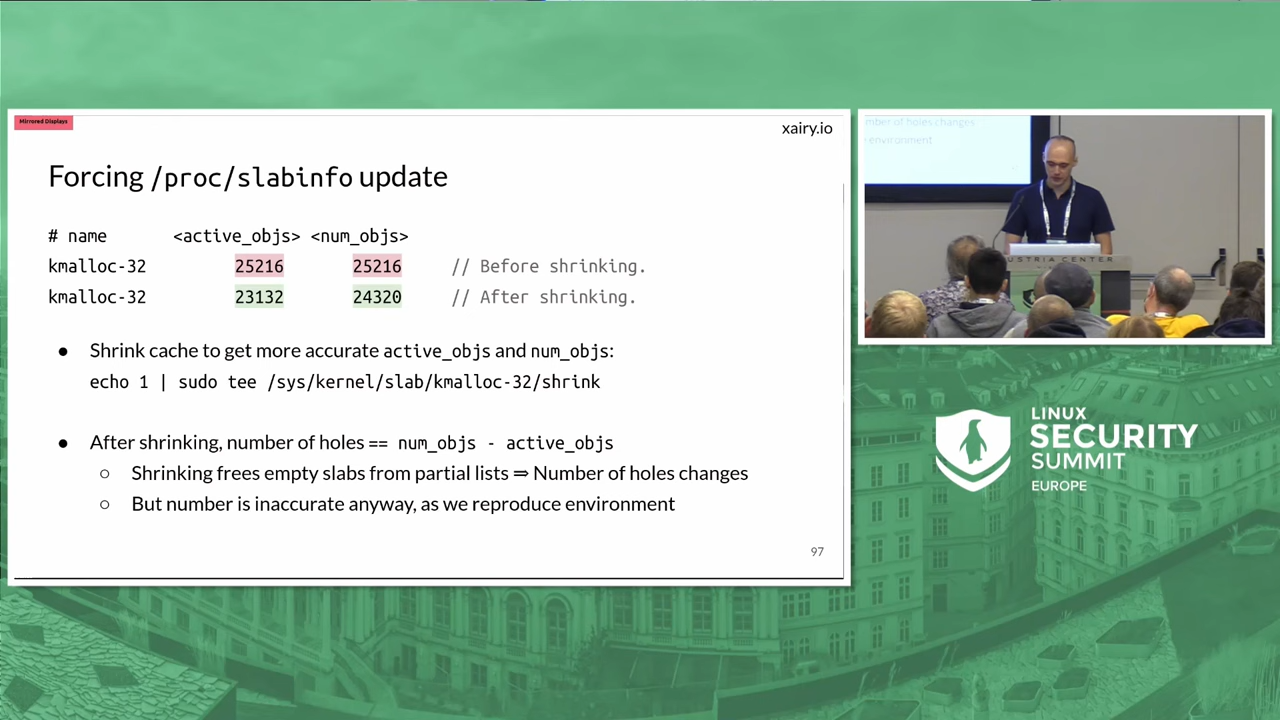 Mirrored Displays
xairy.io
Forcing /proc/slabinfo update
# name <active_objs> <num_objs>
kmalloc-32 25216 25216 // Before shrinking.
kmalloc-32 23132 24320 // After shrinking.
● Shrink cache to get more accurate active_objs and num_objs:
echo 1 | sudo tee /sys/kernel/slab/kmalloc-32/shrink
● After shrinking, number of holes == num_objs - active_objs
○ Shrinking frees empty slabs from partial lists ⇒ Number of holes changes
○ But number is inaccurate anyway, as we reproduce environment
97
mber of holes changes
environment
USTRIA CENTER
LINUX
SECURITY
SUMMIT
EUROPE